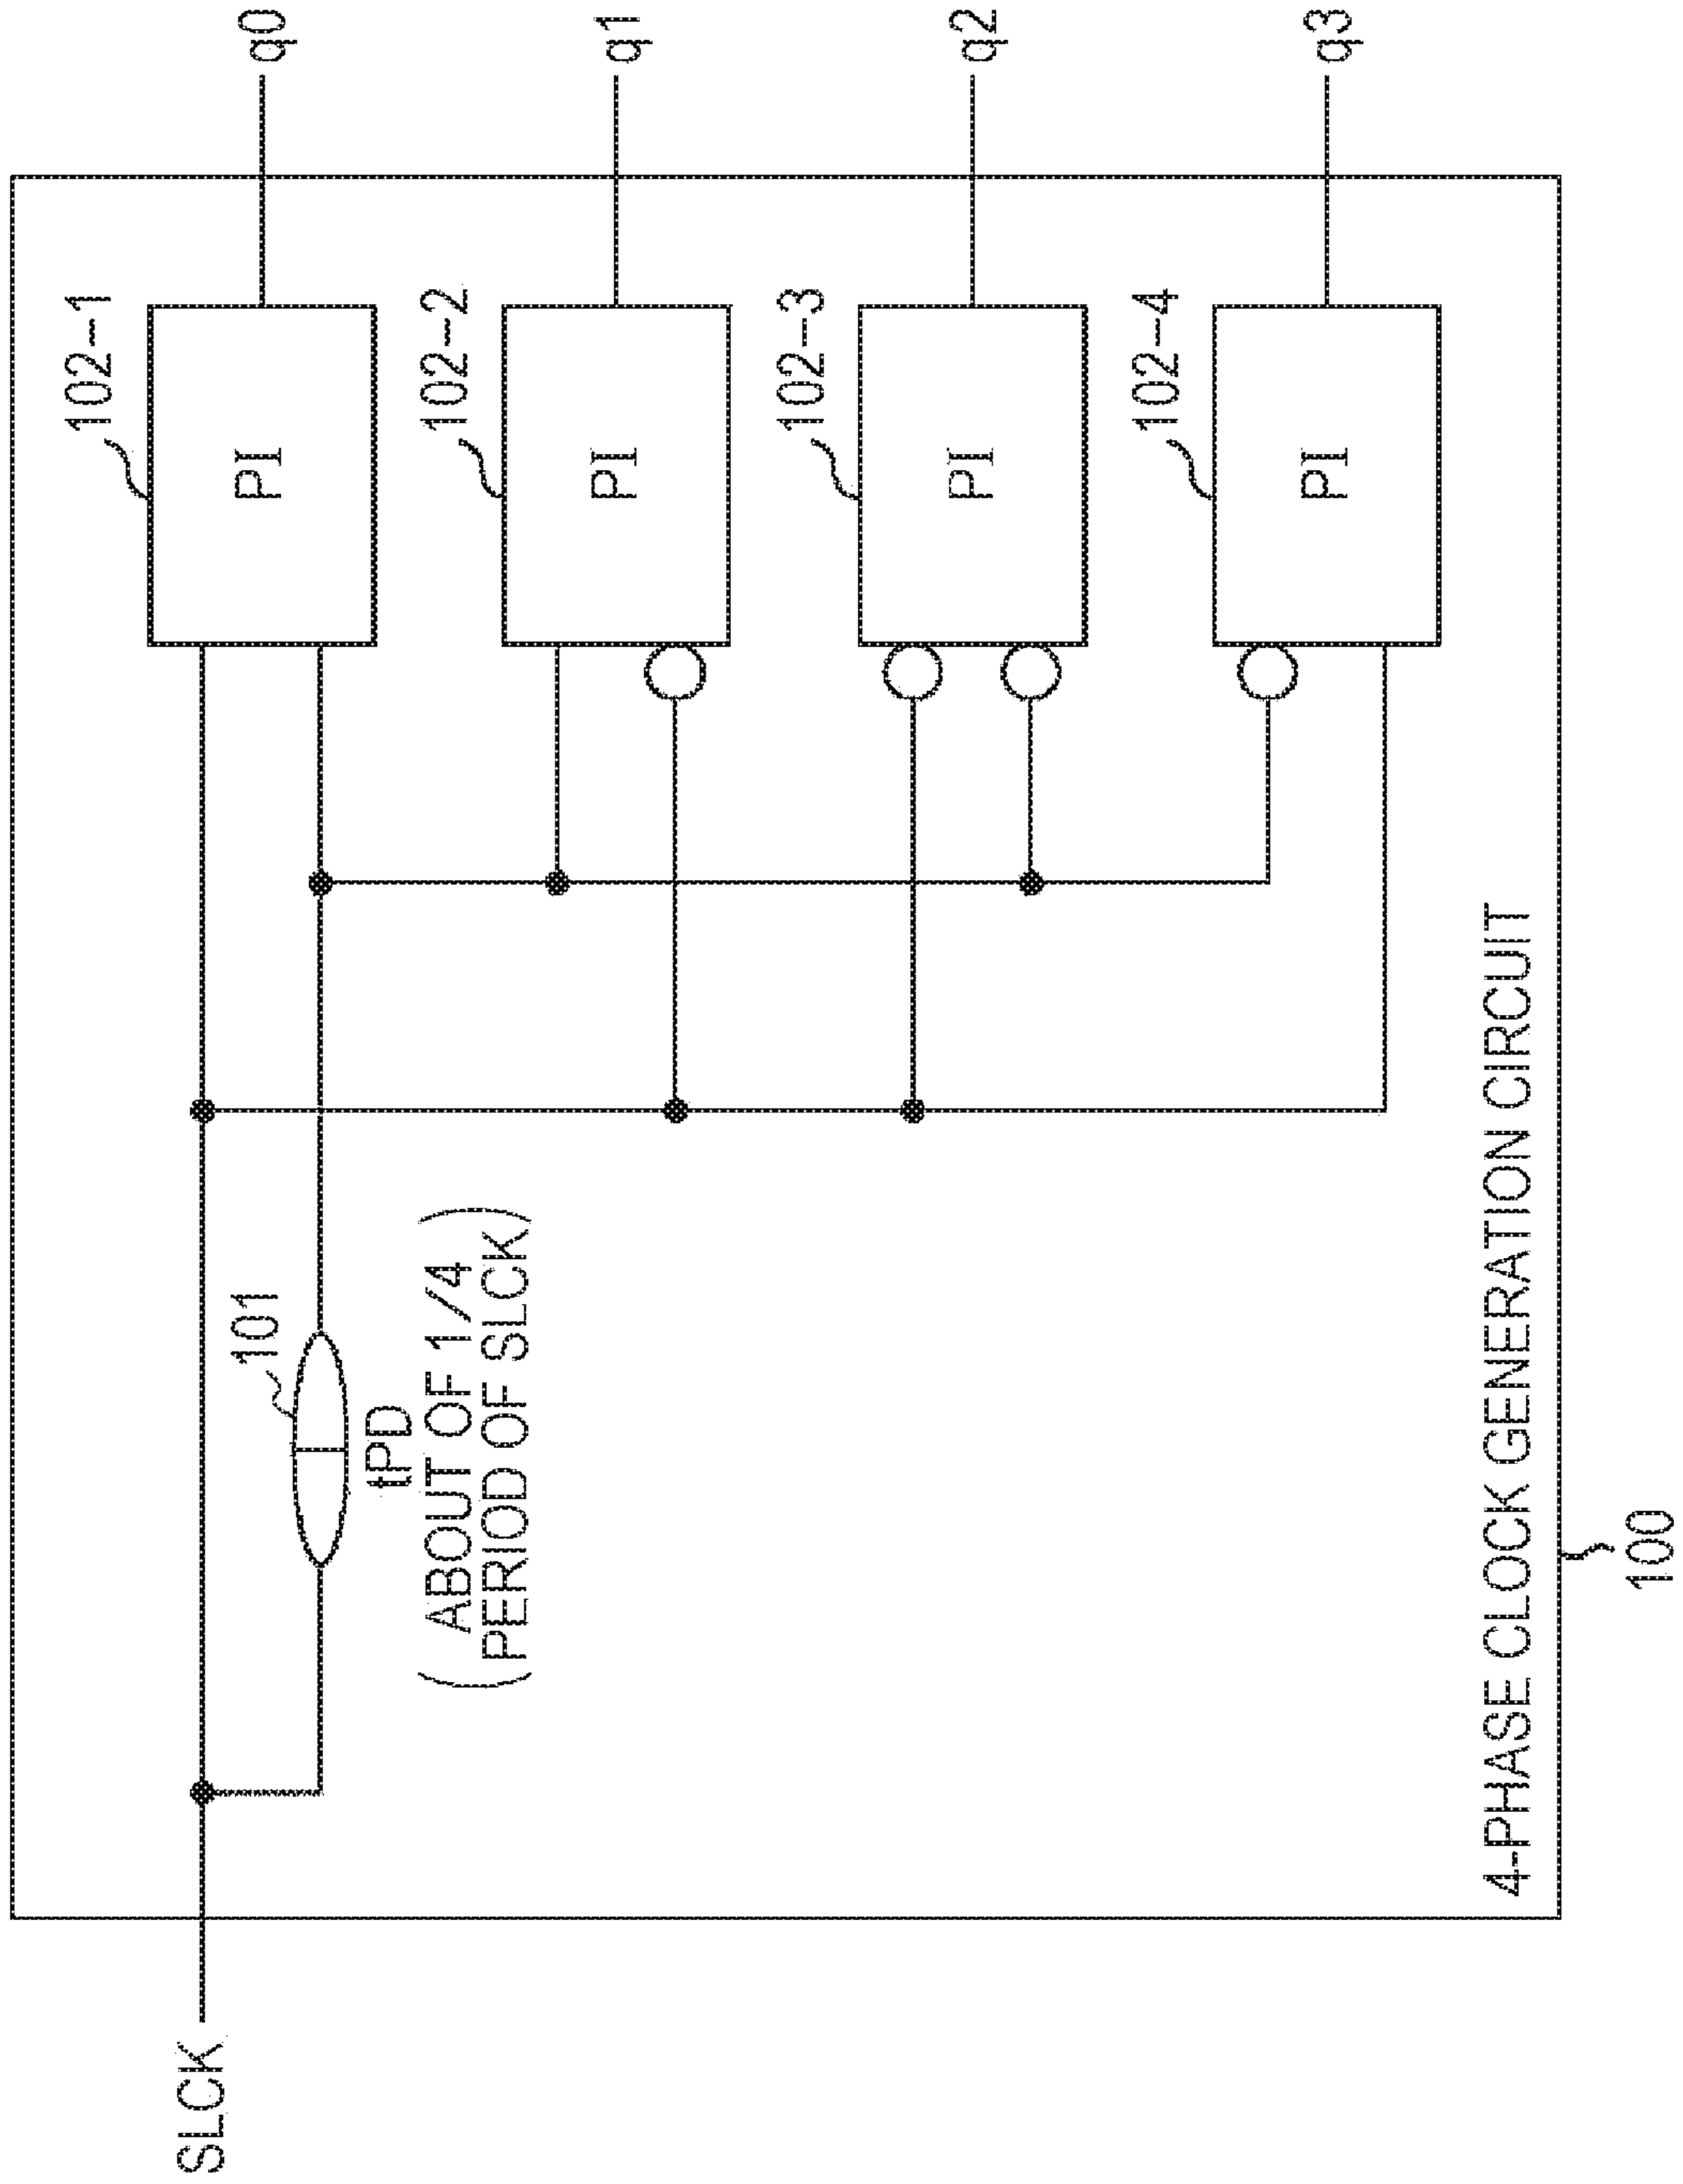 SLCK
101
tPD
(ABOUT OF 1/4
PERIOD OF SLCK)
102-1
PI
q0
102-2
PI
q1
102-3
PI
q2
102-4
PI
q3
4-PHASE CLOCK GENERATION CIRCUIT
100